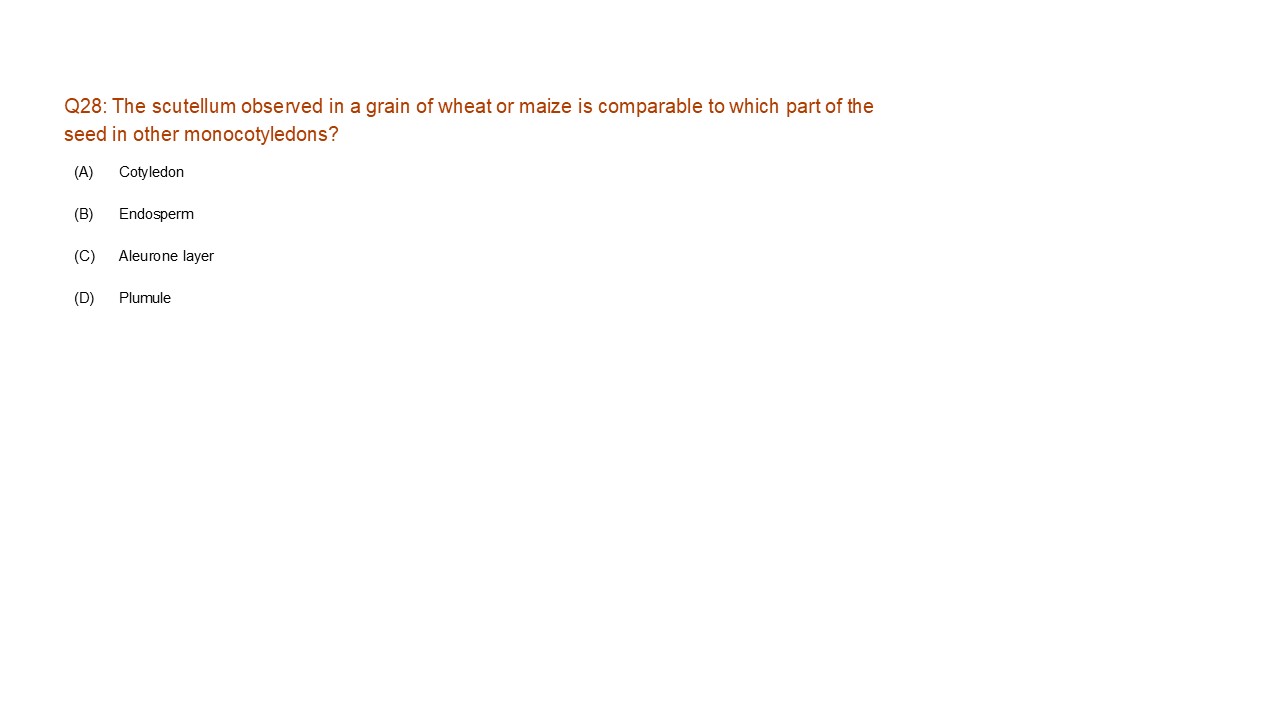 Q28: The scutellum observed in a grain of wheat or maize is comparable to which part of the
seed in other monocotyledons?
(A) Cotyledon
(B) Endosperm
(C) Aleurone layer
(D) Plumule